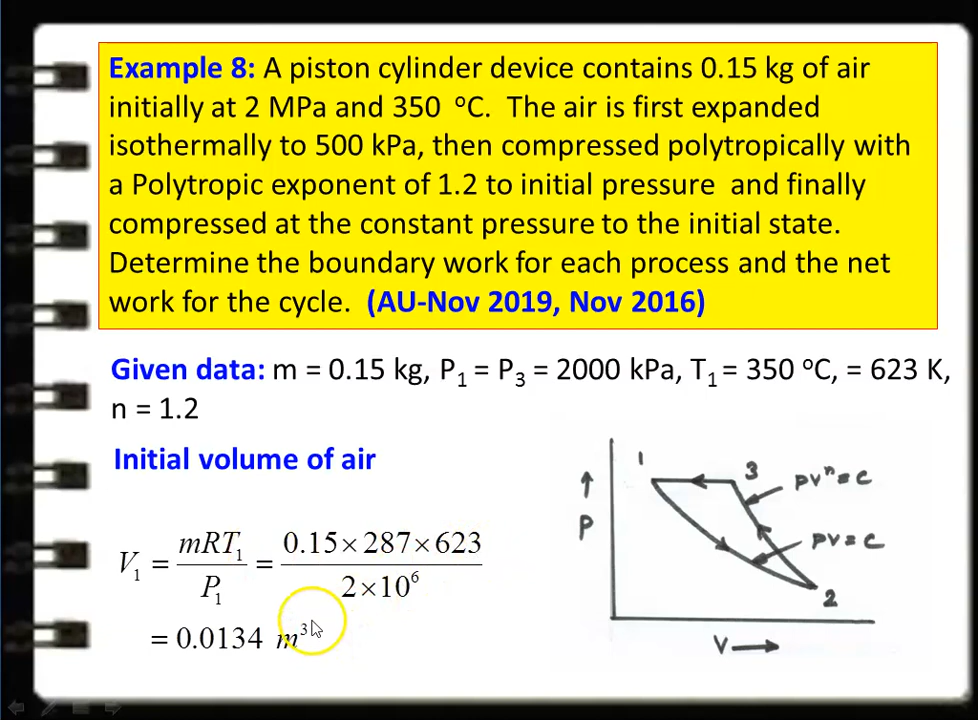 Example 8: A piston cylinder device contains 0.15 kg of air
initially at 2 MPa and 350 °C. The air is first expanded
isothermally to 500 kPa, then compressed polytropically with
a Polytropic exponent of 1.2 to initial pressure and finally
compressed at the constant pressure to the initial state.
Determine the boundary work for each process and the net
work for the cycle. (AU-Nov 2019, Nov 2016)
Given data: m = 0.15 kg, P₁ = P₃ = 2000 kPa, T₁ = 350 °C, = 623 K,
n = 1.2
Initial volume of air
V₁ = mRT₁ / P₁ = 0.15×287×623 / 2×10⁶
= 0.0134 m³
1
3
PVⁿ = C
↑
P
PV = C
2
V →